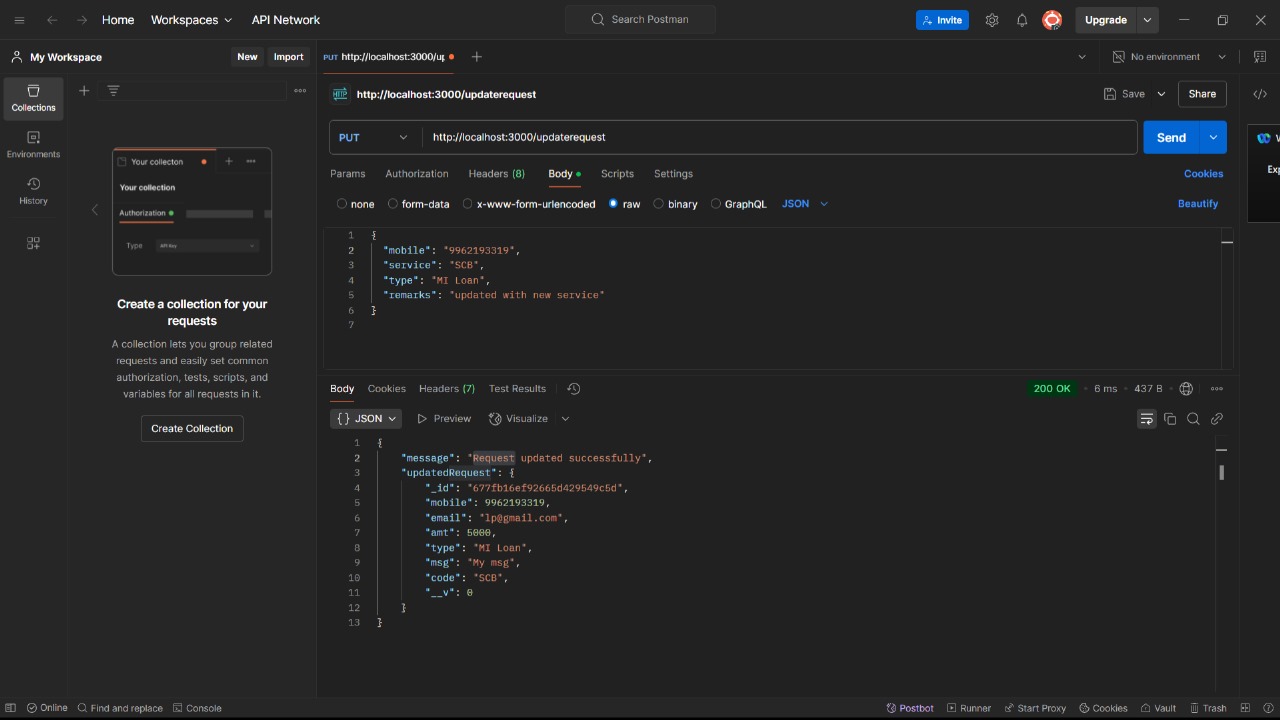 Home Workspaces API Network Search Postman Invite Upgrade
My Workspace New Import PUT http://localhost:3000/up No environment
Collections
Environments
History
Your collecton
Your collection
Authorization
Type API Key
Create a collection for your
requests
A collection lets you group related
requests and easily set common
authorization, tests, scripts, and
variables for all requests in it.
Create Collection
HTTP http://localhost:3000/updaterequest Save Share
PUT http://localhost:3000/updaterequest Send
Params Authorization Headers (8) Body Scripts Settings Cookies
none form-data x-www-form-urlencoded raw binary GraphQL JSON Beautify
1 {
2 "mobile": "9962193319",
3 "service": "SCB",
4 "type": "MI Loan",
5 "remarks": "updated with new service"
6 }
7
Body Cookies Headers (7) Test Results 200 OK 6 ms 437 B
{} JSON Preview Visualize
1 {
2 "message": "Request updated successfully",
3 "updatedRequest": {
4 "_id": "677fb16ef92665d429549c5d",
5 "mobile": 9962193319,
6 "email": "lp@gmail.com",
7 "amt": 5000,
8 "type": "MI Loan",
9 "msg": "My msg",
10 "code": "SCB",
11 "__v": 0
12 }
13 }
Exp
Online Find and replace Console Postbot Runner Start Proxy Cookies Vault Trash